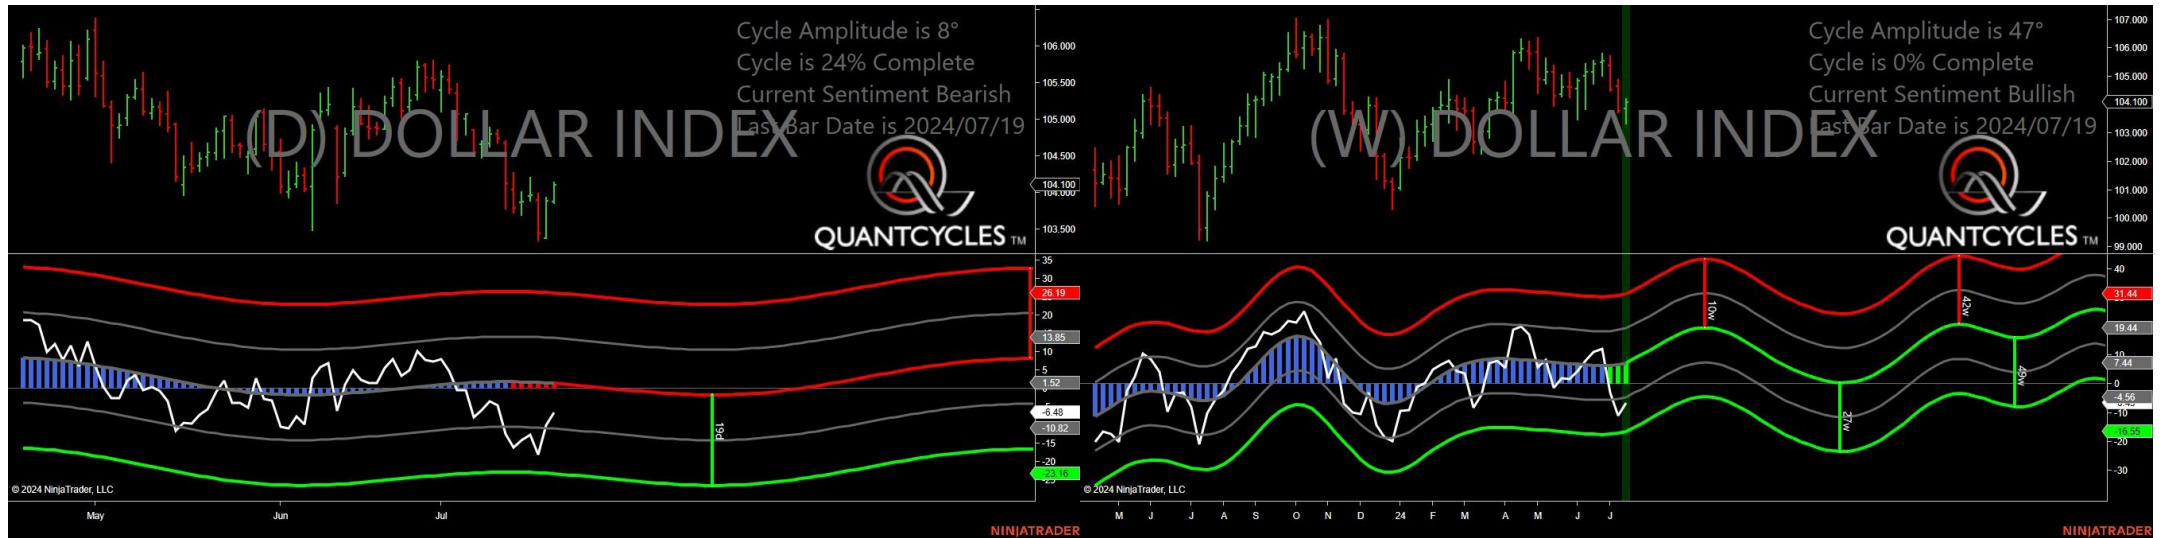 Cycle Amplitude is 8°
Cycle is 24% Complete
Current Sentiment Bearish
Last Bar Date is 2024/07/19
(D) DOLLAR INDEX
QUANTCYCLES TM
106.000
105.500
105.000
104.500
104.100
104.000
103.500
35
30
26.19
20
13.85
10
5
1.52
-6.48
-10.82
-15
-20
-23.16
19d
© 2024 NinjaTrader, LLC
May
Jun
Jul
NINJATRADER
Cycle Amplitude is 47°
Cycle is 0% Complete
Current Sentiment Bullish
Last Bar Date is 2024/07/19
(W) DOLLAR INDEX
QUANTCYCLES TM
107.000
106.000
105.000
104.100
103.000
102.000
101.000
100.000
99.000
40
31.44
19.44
10
7.44
0
-4.56
-10
-16.55
-20
-30
10w
27w
42w
49w
© 2024 NinjaTrader, LLC
M J J A S O N D 24 F M A M J J
NINJATRADER